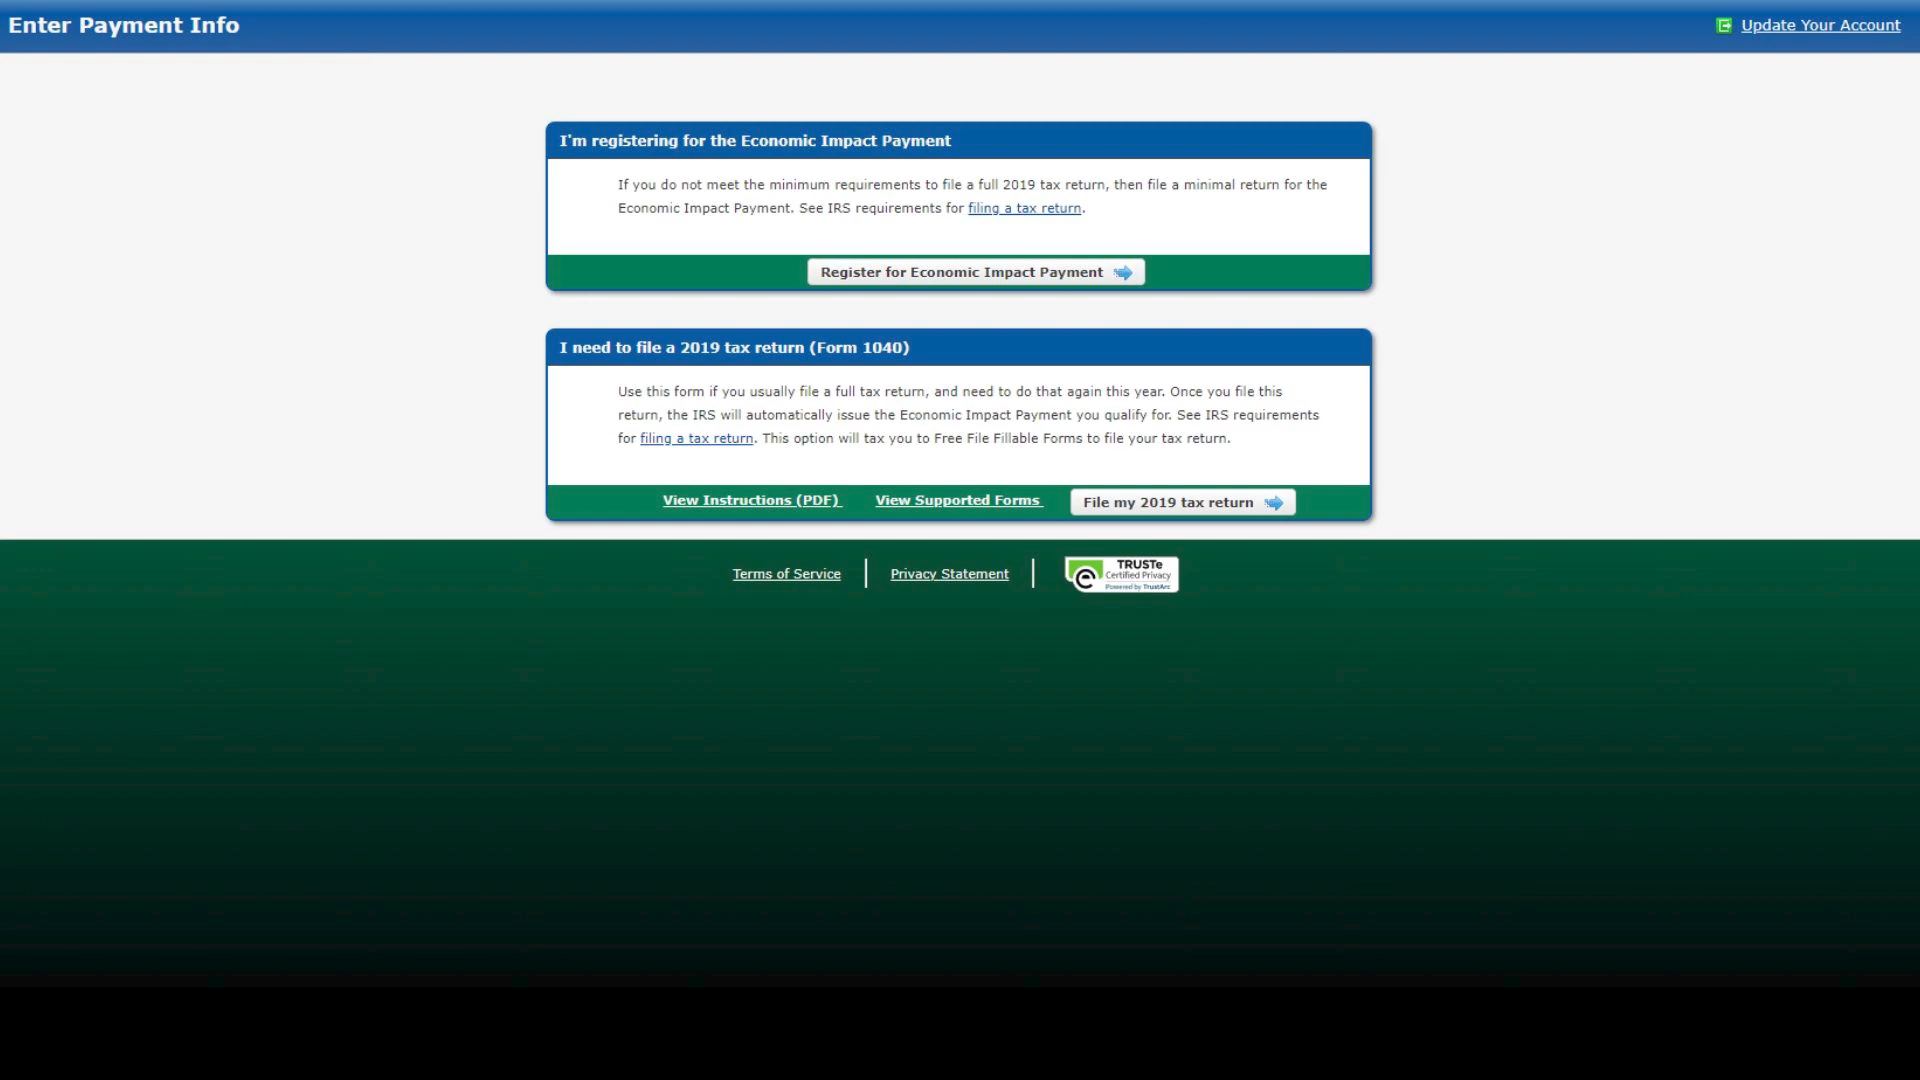 Enter Payment Info
Update Your Account
I'm registering for the Economic Impact Payment
If you do not meet the minimum requirements to file a full 2019 tax return, then file a minimal return for the
Economic Impact Payment. See IRS requirements for filing a tax return.
Register for Economic Impact Payment
I need to file a 2019 tax return (Form 1040)
Use this form if you usually file a full tax return, and need to do that again this year. Once you file this
return, the IRS will automatically issue the Economic Impact Payment you qualify for. See IRS requirements
for filing a tax return. This option will tax you to Free File Fillable Forms to file your tax return.
View Instructions (PDF) View Supported Forms File my 2019 tax return
Terms of Service Privacy Statement
TRUSTe
Certified Privacy
Powered by TrustArc